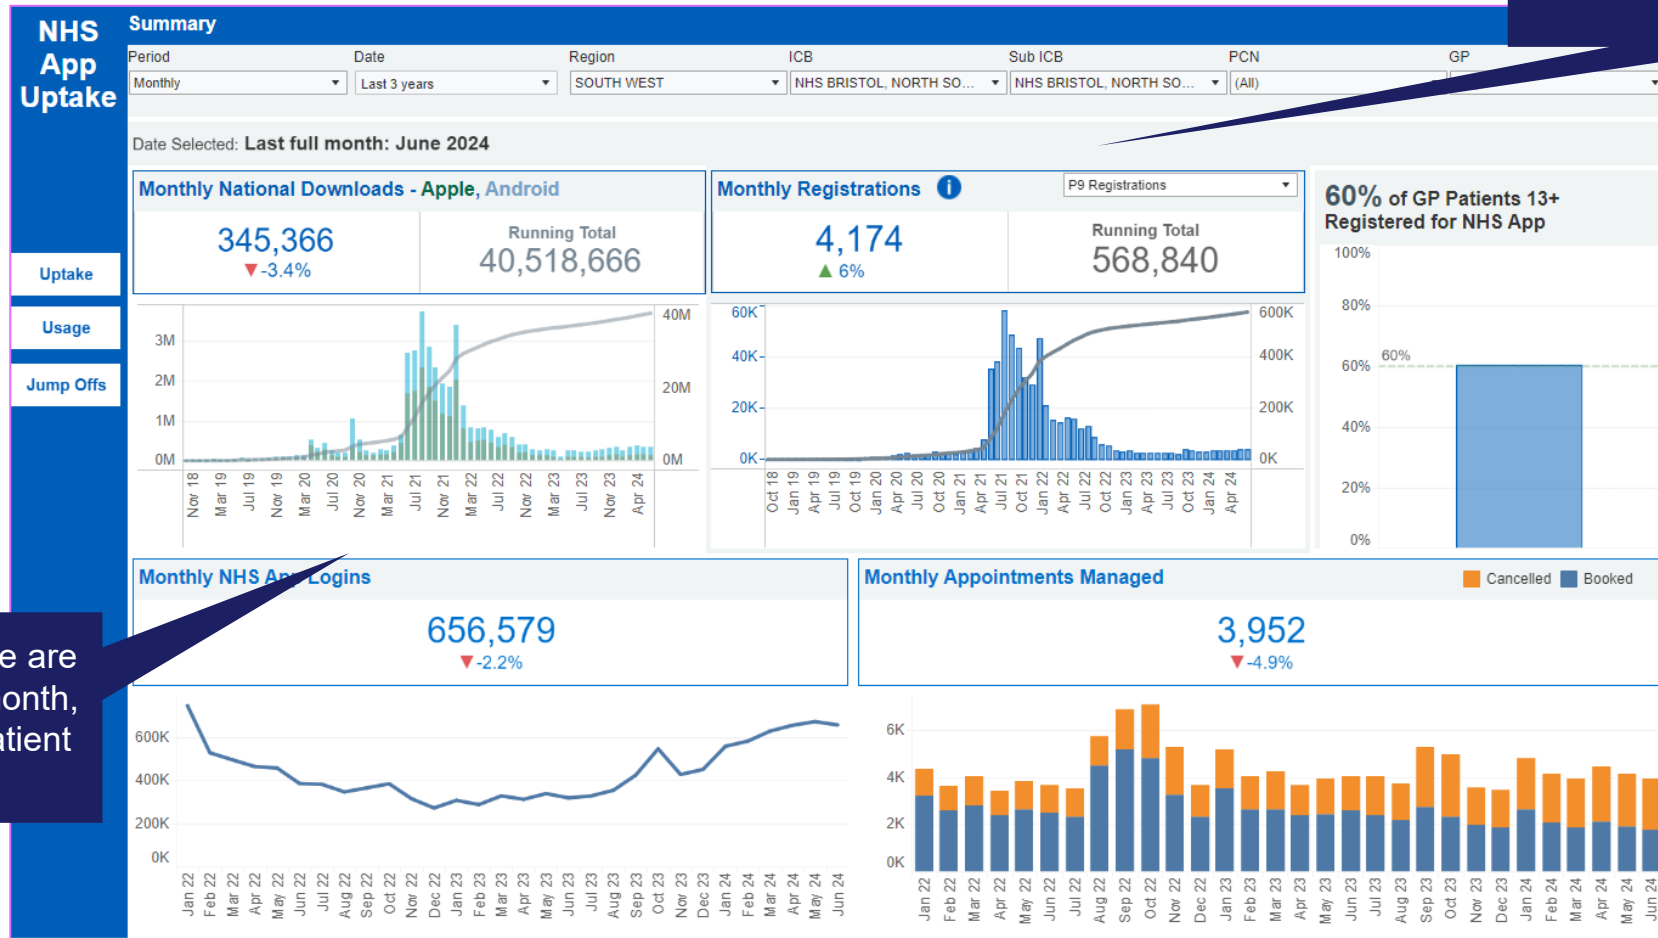 NHS
App
Uptake
Summary
Period
Date
Region
ICB
Sub ICB
PCN
GP
Monthly
Last 3 years
SOUTH WEST
NHS BRISTOL, NORTH SO...
NHS BRISTOL, NORTH SO...
(All)
Date Selected: Last full month: June 2024
Uptake
Usage
Jump Offs
Monthly National Downloads - Apple, Android
345,366
▼-3.4%
Running Total
40,518,666
3M
2M
1M
0M
40M
20M
0M
Nov 18
Mar 19
Jul 19
Nov 19
Mar 20
Jul 20
Nov 20
Mar 21
Jul 21
Nov 21
Mar 22
Jul 22
Nov 22
Mar 23
Jul 23
Nov 23
Apr 24
Monthly Registrations
i
P9 Registrations
4,174
▲ 6%
Running Total
568,840
60K
40K
20K
0K
600K
400K
200K
0K
Oct 18
Jan 19
Apr 19
Jul 19
Oct 19
Jan 20
Apr 20
Jul 20
Oct 20
Jan 21
Apr 21
Jul 21
Oct 21
Jan 22
Apr 22
Jul 22
Oct 22
Jan 23
Apr 23
Jul 23
Oct 23
Jan 24
Apr 24
60% of GP Patients 13+
Registered for NHS App
100%
80%
60%
60%
40%
20%
0%
Monthly NHS App Logins
656,579
▼-2.2%
600K
400K
200K
0K
Jan 22
Feb 22
Mar 22
Apr 22
May 22
Jun 22
Jul 22
Aug 22
Sep 22
Oct 22
Nov 22
Dec 22
Jan 23
Feb 23
Mar 23
Apr 23
May 23
Jun 23
Jul 23
Aug 23
Sep 23
Oct 23
Nov 23
Dec 23
Jan 24
Feb 24
Mar 24
Apr 24
May 24
Jun 24
Monthly Appointments Managed
Cancelled
Booked
3,952
▼-4.9%
6K
4K
2K
0K
Jan 22
Feb 22
Mar 22
Apr 22
May 22
Jun 22
Jul 22
Aug 22
Sep 22
Oct 22
Nov 22
Dec 22
Jan 23
Feb 23
Mar 23
Apr 23
May 23
Jun 23
Jul 23
Aug 23
Sep 23
Oct 23
Nov 23
Dec 23
Jan 24
Feb 24
Mar 24
Apr 24
May 24
Jun 24
e are
onth,
atient